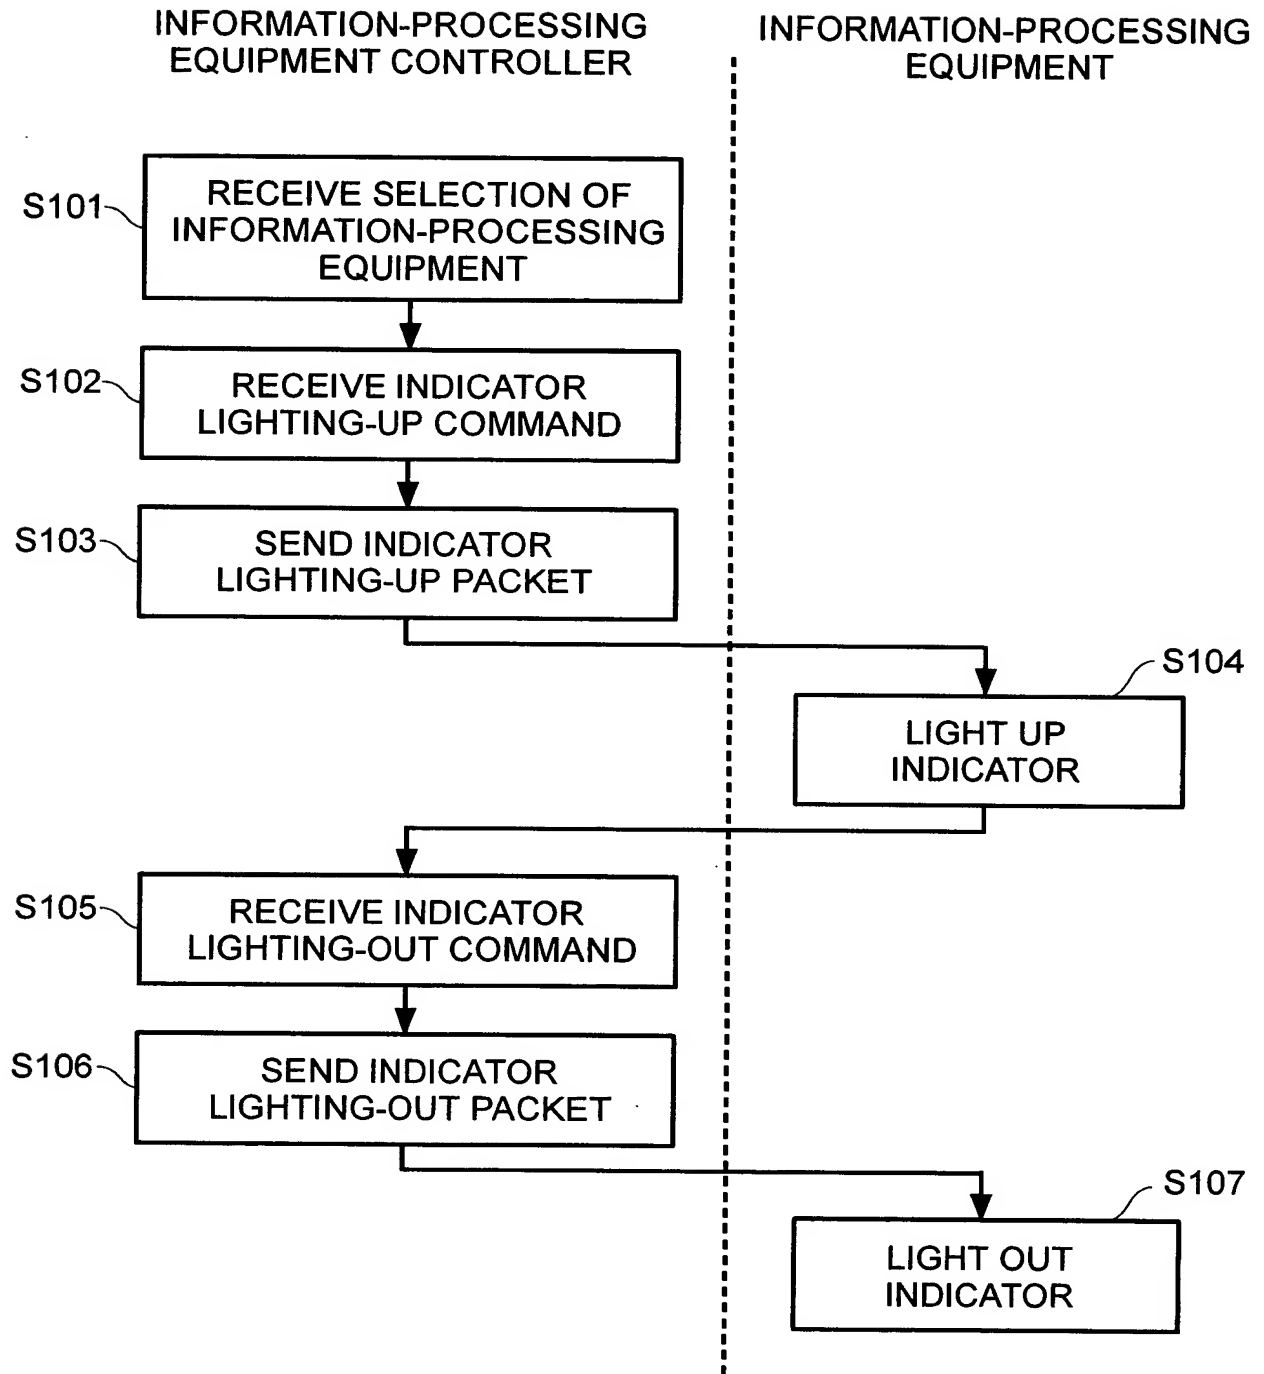 INFORMATION-PROCESSING
EQUIPMENT CONTROLLER
INFORMATION-PROCESSING
EQUIPMENT
S101
RECEIVE SELECTION OF
INFORMATION-PROCESSING
EQUIPMENT
S102
RECEIVE INDICATOR
LIGHTING-UP COMMAND
S103
SEND INDICATOR
LIGHTING-UP PACKET
S104
LIGHT UP
INDICATOR
S105
RECEIVE INDICATOR
LIGHTING-OUT COMMAND
S106
SEND INDICATOR
LIGHTING-OUT PACKET
S107
LIGHT OUT
INDICATOR